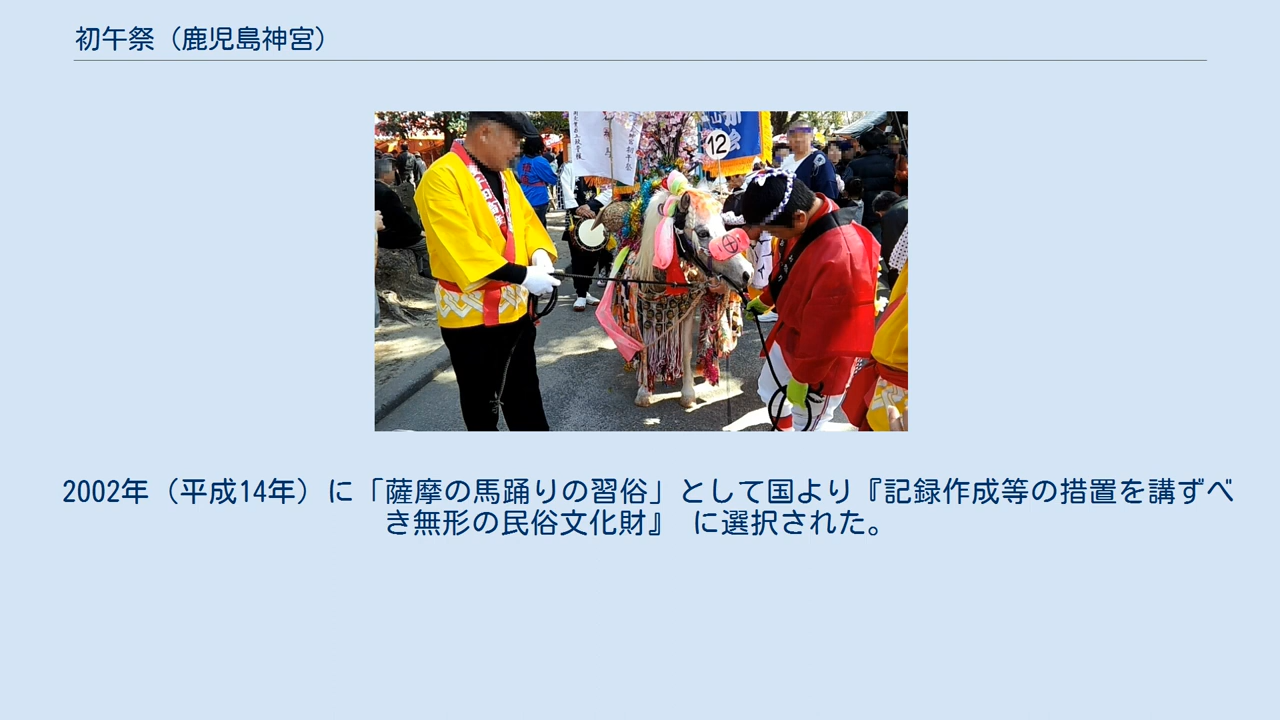 初午祭（鹿児島神宮）
12
2002年（平成14年）に「薩摩の馬踊りの習俗」として国より『記録作成等の措置を講ずべ
き無形の民俗文化財』 に選択された。